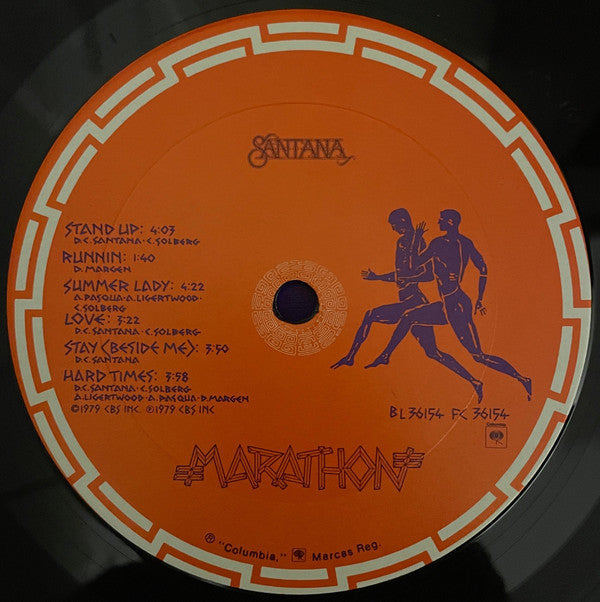 SANTANA
STAND UP: 4:03
D.C. SANTANA·C. SOLBERG
RUNNIN: 1:40
D. MARGEN
SUMMER LADY: 4:22
A. PASQUA·A. LIGERTWOOD·
C. SOLBERG
LOVE: 3:22
D.C. SANTANA·C. SOLBERG
STAY (BESIDE ME): 3:50
D.C. SANTANA
HARD TIMES: 3:58
D.C. SANTANA·C. SOLBERG
A. LIGERTWOOD·A. PASQUA·D. MARGEN
©1979 CBS INC. ℗1979 CBS INC
BL 36154 FC 36154
Columbia
MARATHON
® "Columbia," Marcas Reg.